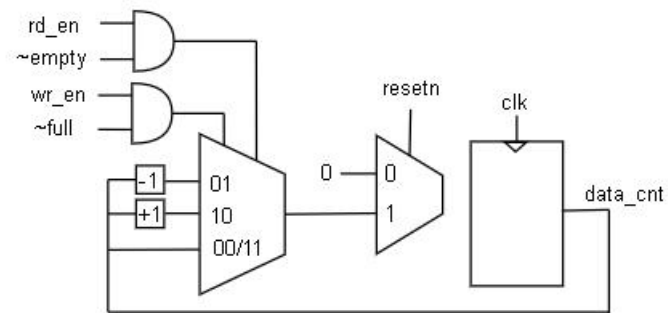 rd_en
~empty
wr_en
~full
resetn
clk
0
0
-1
01
data_cnt
+1
10
1
00/11